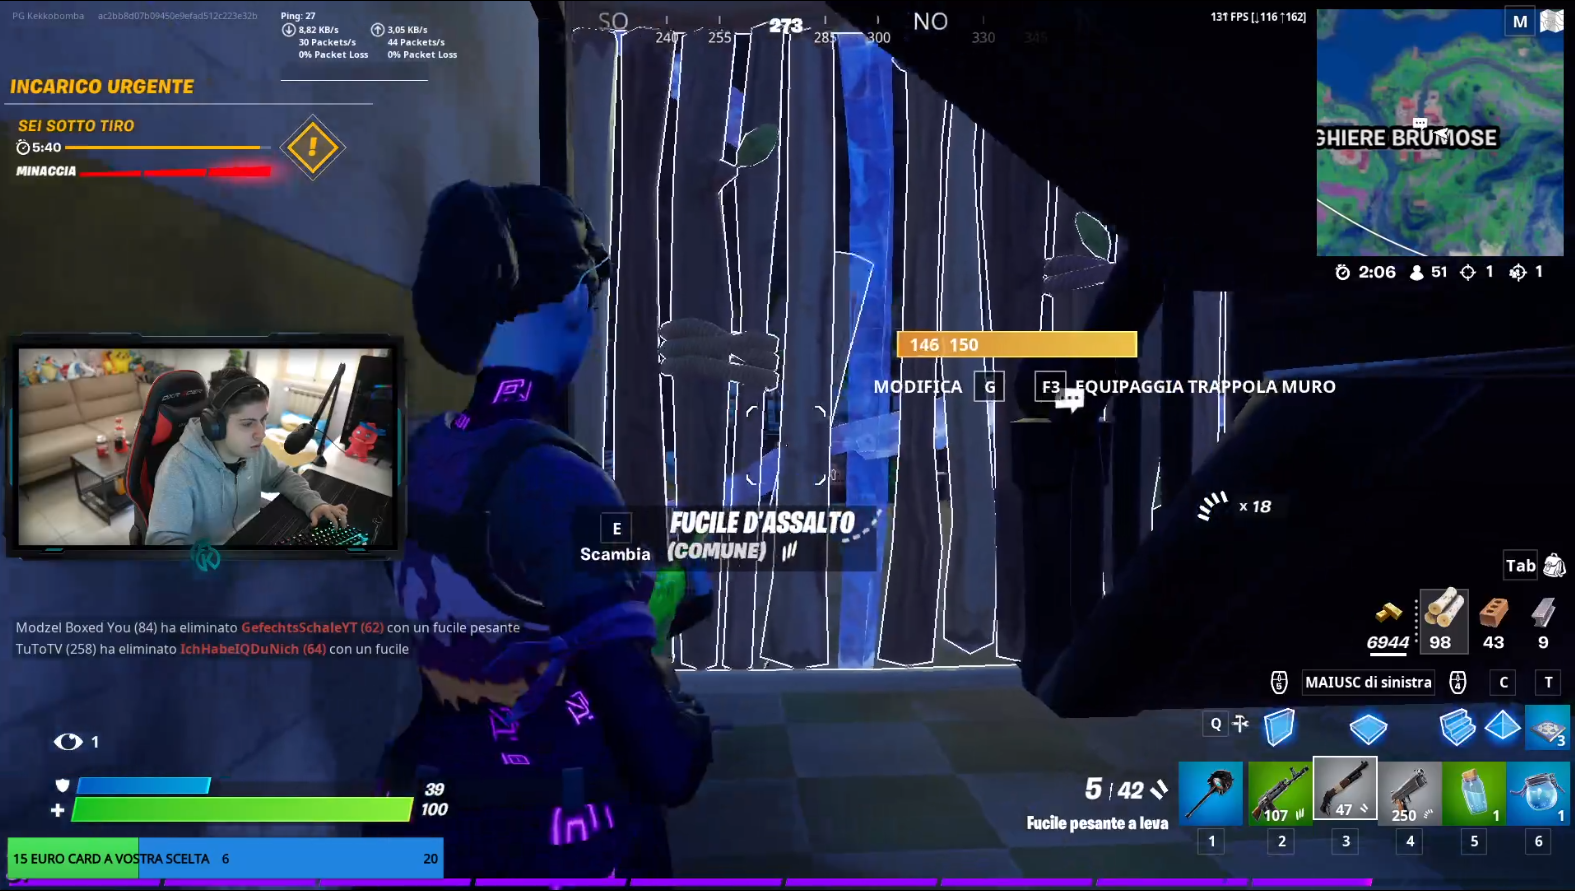 PG Kekkobomba ac2bb8d07b09450e9efad512c223e32b
Ping: 27
8,82 KB/s 3,05 KB/s
30 Packets/s 44 Packets/s
0% Packet Loss 0% Packet Loss
SO NO
240 255 273 285 300 330 345
131 FPS [↓116 ↑162]
M
INCARICO URGENTE
SEI SOTTO TIRO
5:40
MINACCIA
!
GHIERE BRUMOSE
2:06 51 1 1
146 150
MODIFICA G F3 EQUIPAGGIA TRAPPOLA MURO
x 18
E
Scambia
FUCILE D'ASSALTO
(COMUNE)
Tab
6944 98 43 9
5 MAIUSC di sinistra 4 C T
Q
3
Modzel Boxed You (84) ha eliminato GefechtsSchaleYT (62) con un fucile pesante
TuToTV (258) ha eliminato IchHabeIQDuNich (64) con un fucile
1
39
100
5 / 42
Fucile pesante a leva
107 47 250 1 1
1 2 3 4 5 6
15 EURO CARD A VOSTRA SCELTA 6 20